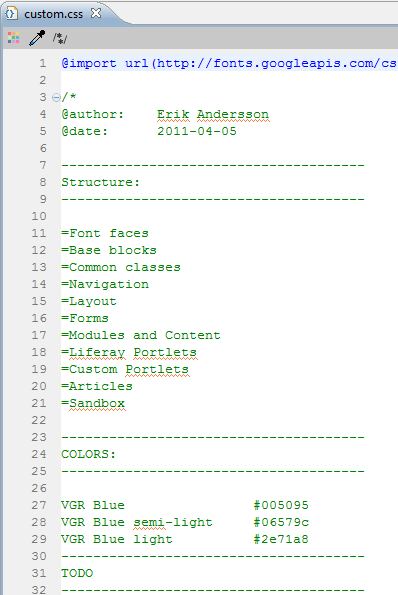 custom.css
/**/
1 @import url(http://fonts.googleapis.com/cs
2
3 /*
4 @author: Erik Andersson
5 @date: 2011-04-05
6
7 --------------------------------------
8 Structure:
9 --------------------------------------
10
11 =Font faces
12 =Base blocks
13 =Common classes
14 =Navigation
15 =Layout
16 =Forms
17 =Modules and Content
18 =Liferay Portlets
19 =Custom Portlets
20 =Articles
21 =Sandbox
22
23 --------------------------------------
24 COLORS:
25 --------------------------------------
26
27 VGR Blue #005095
28 VGR Blue semi-light #06579c
29 VGR Blue light #2e71a8
30 --------------------------------------
31 TODO
32 --------------------------------------